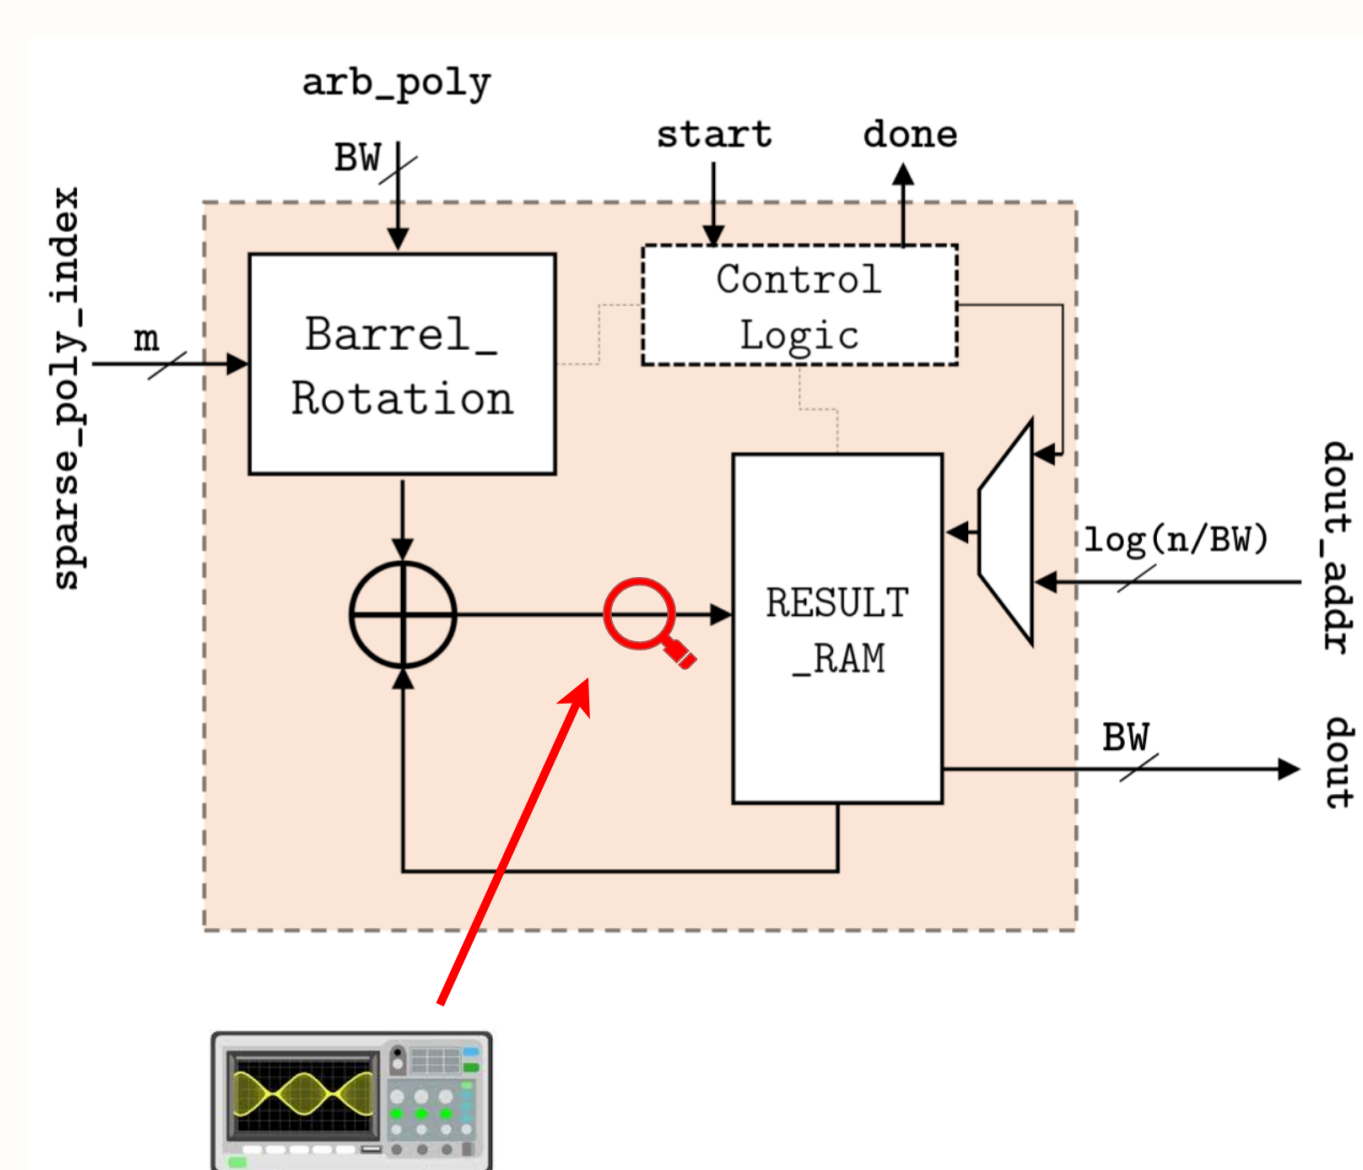 arb_poly
BW
start
done
sparse_poly_index
m
Barrel_
Rotation
Control
Logic
RESULT
_RAM
log(n/BW)
dout_addr
BW
dout